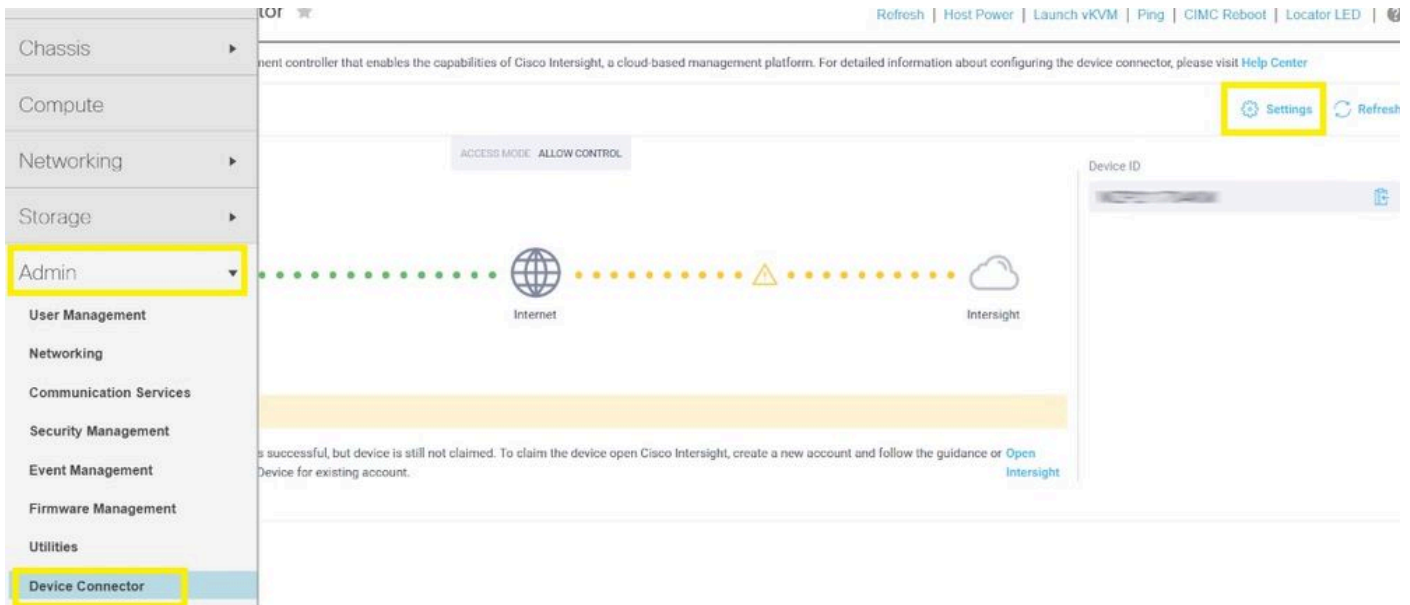 tor
Refresh | Host Power | Launch vKVM | Ping | CIMC Reboot | Locator LED |
Chassis
ment controller that enables the capabilities of Cisco Intersight, a cloud-based management platform. For detailed information about configuring the device connector, please visit Help Center
Compute
Settings
Refresh
Networking
ACCESS MODE ALLOW CONTROL
Device ID
Storage
Admin
User Management
Internet
Intersight
Networking
Communication Services
Security Management
s successful, but device is still not claimed. To claim the device open Cisco Intersight, create a new account and follow the guidance or Open
Event Management
Device for existing account.
Intersight
Firmware Management
Utilities
Device Connector